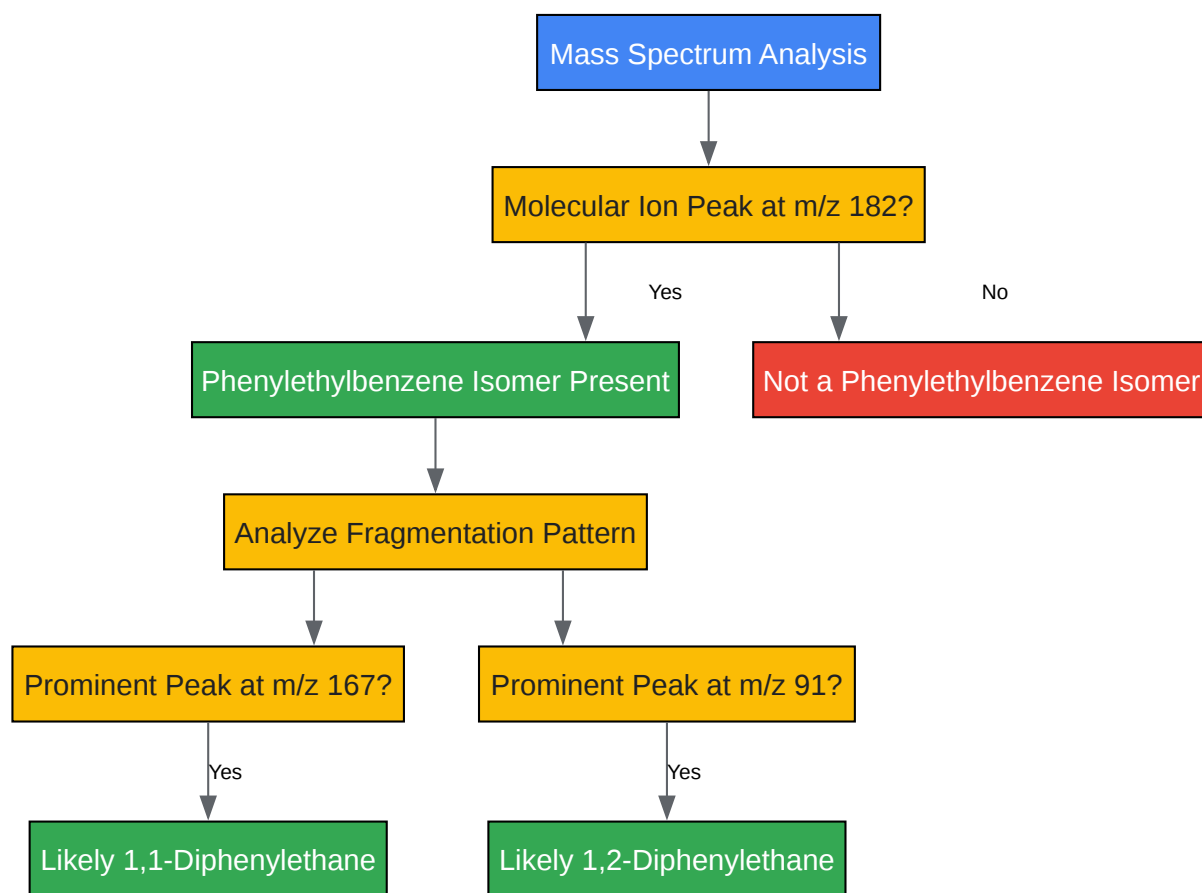 Mass Spectrum Analysis
Molecular Ion Peak at m/z 182?
Yes
No
Phenylethylbenzene Isomer Present
Not a Phenylethylbenzene Isomer
Analyze Fragmentation Pattern
Prominent Peak at m/z 167?
Prominent Peak at m/z 91?
Yes
Yes
Likely 1,1-Diphenylethane
Likely 1,2-Diphenylethane